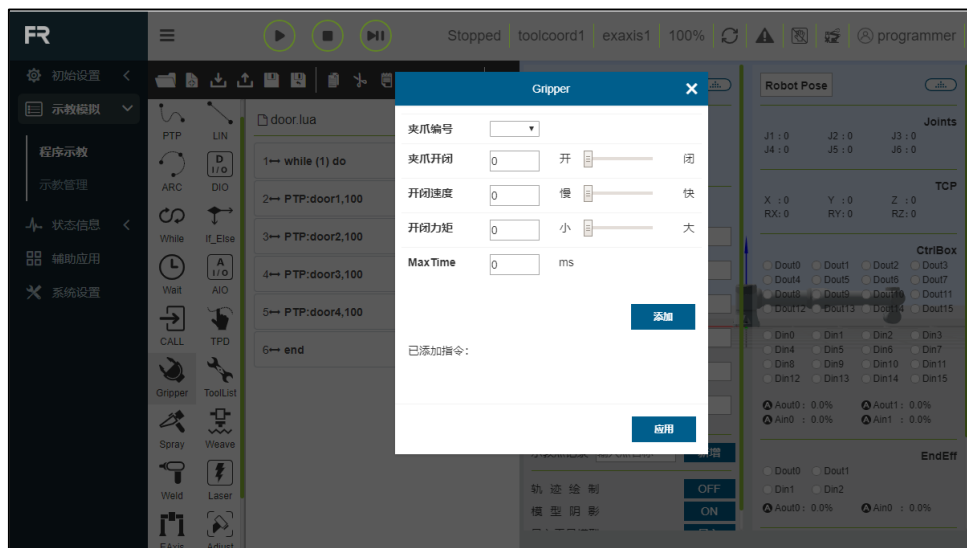 FR
Stopped toolcoord1 exaxis1 100% programmer
初始设置
示教模拟
程序示教
示教管理
状态信息
辅助应用
系统设置
PTP LIN
ARC DIO
While If_Else
Wait AIO
CALL TPD
Gripper ToolList
Spray Weave
Weld Laser
EAxis Adjust
door.lua
1 while (1) do
2 PTP:door1,100
3 PTP:door2,100
4 PTP:door3,100
5 PTP:door4,100
6 end
Gripper
夹爪编号
夹爪开闭 0 开 闭
开闭速度 0 慢 快
开闭力矩 0 小 大
MaxTime 0 ms
添加
已添加指令:
应用
轨迹绘制 OFF
模型阴影 ON
Robot Pose
Joints
J1 : 0 J2 : 0 J3 : 0
J4 : 0 J5 : 0 J6 : 0
TCP
X : 0 Y : 0 Z : 0
RX: 0 RY: 0 RZ: 0
CtrlBox
Dout0 Dout1 Dout2 Dout3
Dout4 Dout5 Dout6 Dout7
Dout8 Dout9 Dout10 Dout11
Dout12 Dout13 Dout14 Dout15
Din0 Din1 Din2 Din3
Din4 Din5 Din6 Din7
Din8 Din9 Din10 Din11
Din12 Din13 Din14 Din15
Aout0 : 0.0% Aout1 : 0.0%
Ain0 : 0.0% Ain1 : 0.0%
EndEff
Dout0 Dout1
Din1 Din2
Aout0 : 0.0% Ain0 : 0.0%